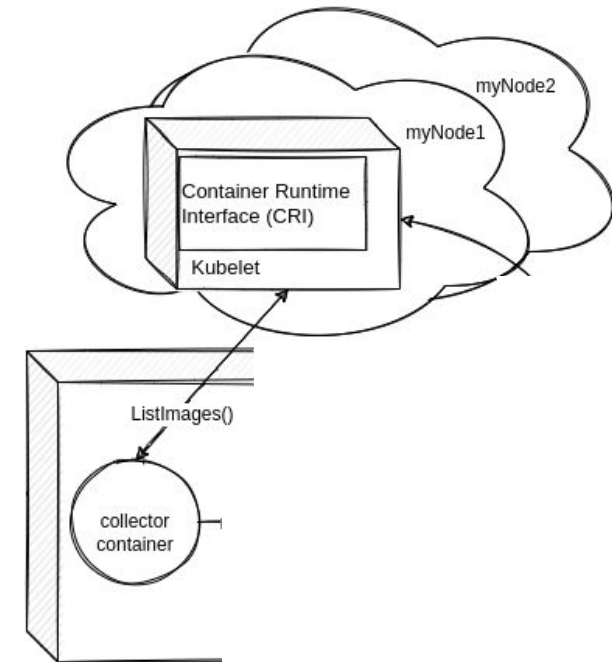 myNode2
myNode1
Container Runtime
Interface (CRI)
Kubelet
ListImages()
collector
container